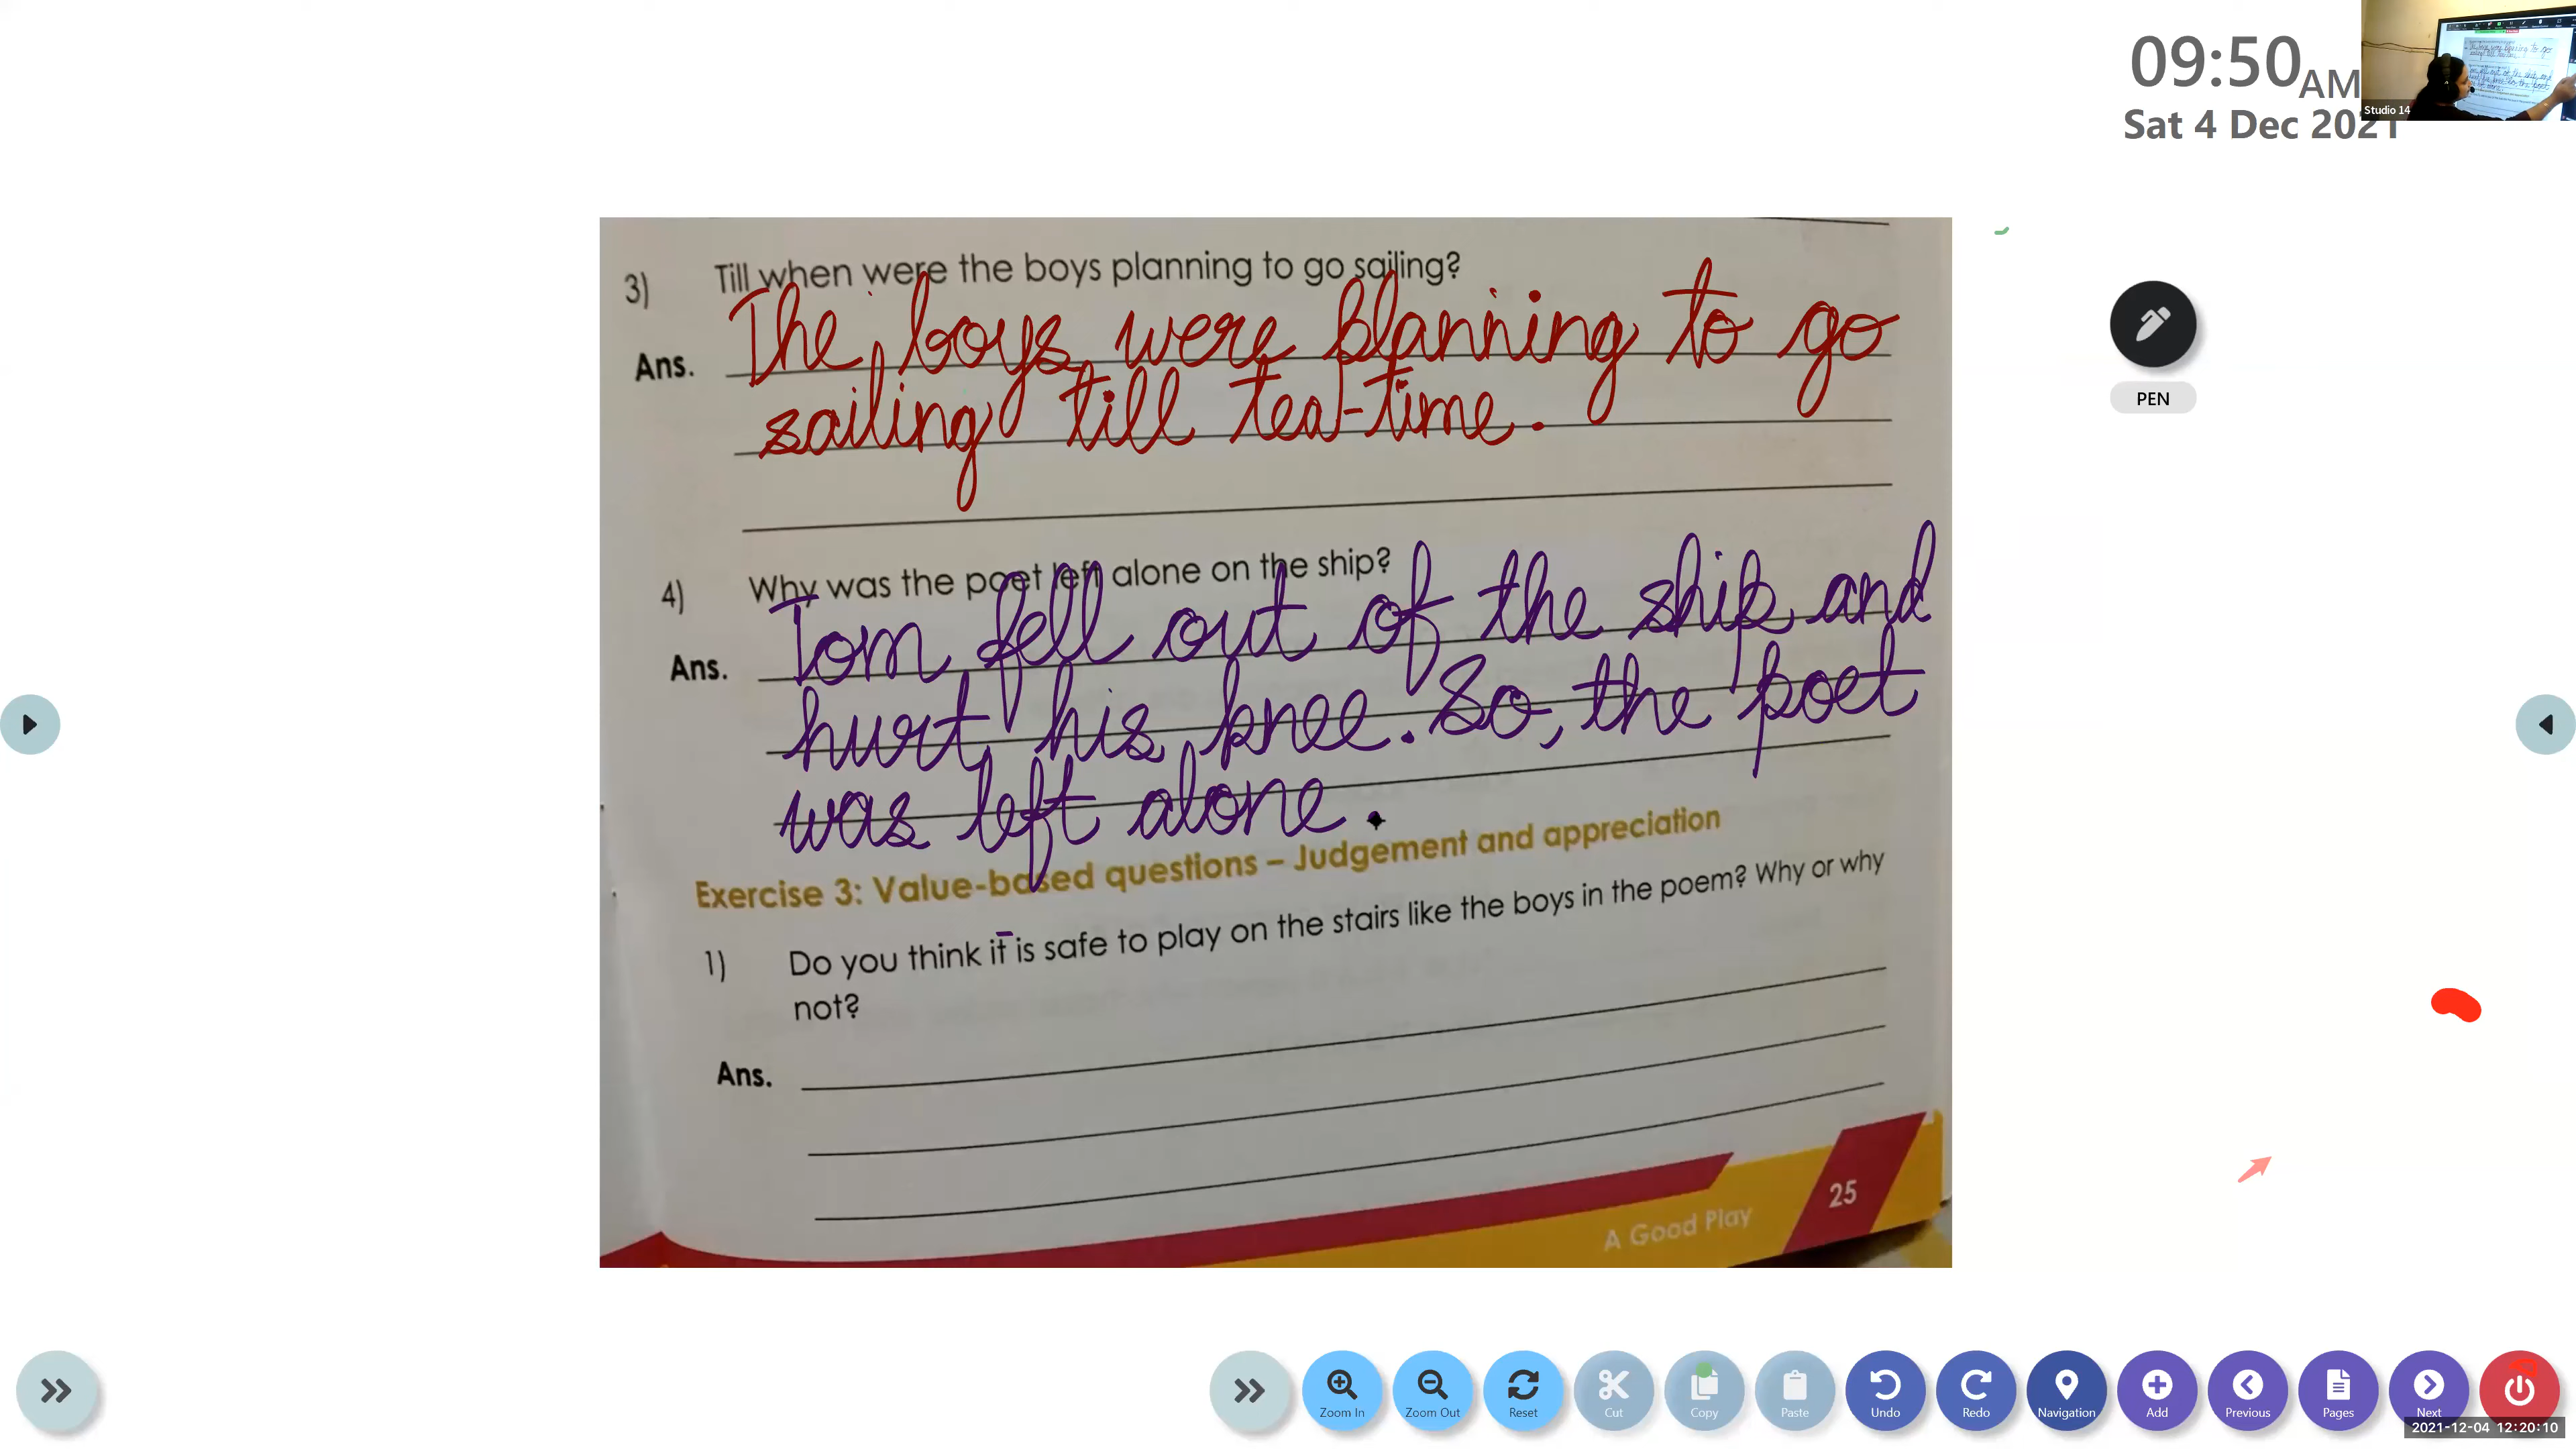 09:50 AM
Sat 4 Dec 2021
Studio 14
PEN
3) Till when were the boys planning to go sailing?
Ans. The boys were planning to go
sailing till tea-time.
4) Why was the poet left alone on the ship?
Ans. Tom fell out of the ship and
hurt his knee. So, the poet
was left alone.
Exercise 3: Value-based questions – Judgement and appreciation
1) Do you think it is safe to play on the stairs like the boys in the poem? Why or why
not?
Ans.
A Good Play 25
Zoom In Zoom Out Reset Cut Copy Paste Undo Redo Navigation Add Previous Pages Next
2021-12-04 12:20:10